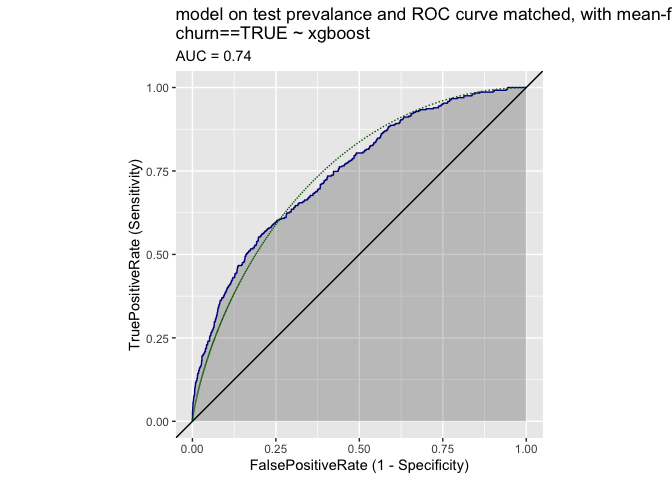 model on test prevalance and ROC curve matched, with mean-f
churn==TRUE ~ xgboost
AUC = 0.74
1.00
0.75
0.50
0.25
0.00
TruePositiveRate (Sensitivity)
0.00 0.25 0.50 0.75 1.00
FalsePositiveRate (1 - Specificity)